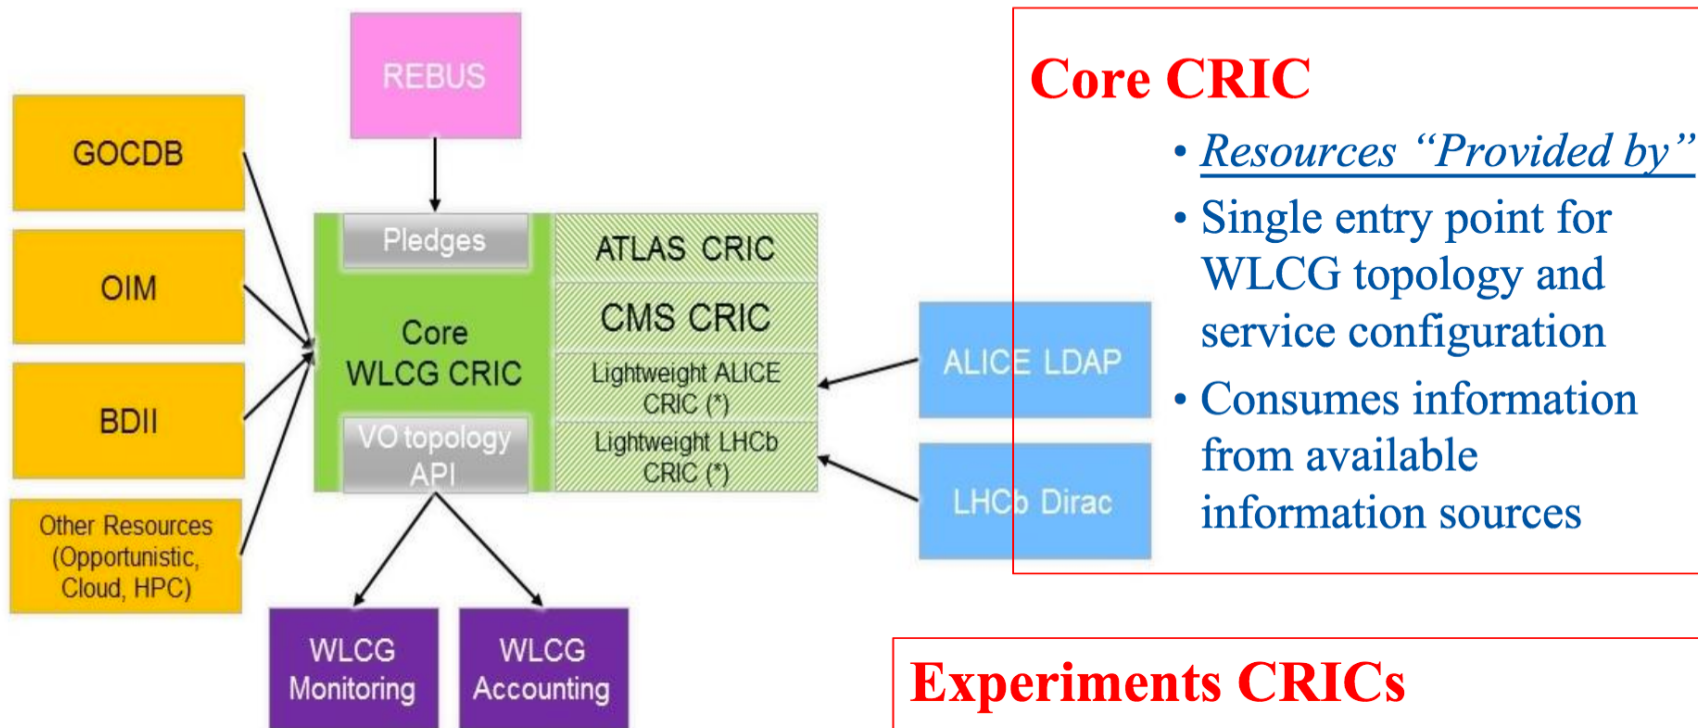 REBUS
GOCDB
OIM
BDII
Other Resources
(Opportunistic,
Cloud, HPC)
Pledges
Core
WLCG CRIC
VO topology
API
ATLAS CRIC
CMS CRIC
Lightweight ALICE
CRIC (*)
Lightweight LHCb
CRIC (*)
ALICE LDAP
LHCb Dirac
WLCG
Monitoring
WLCG
Accounting
Core CRIC
• Resources “Provided by”
• Single entry point for
WLCG topology and
service configuration
• Consumes information
from available
information sources
Experiments CRICs